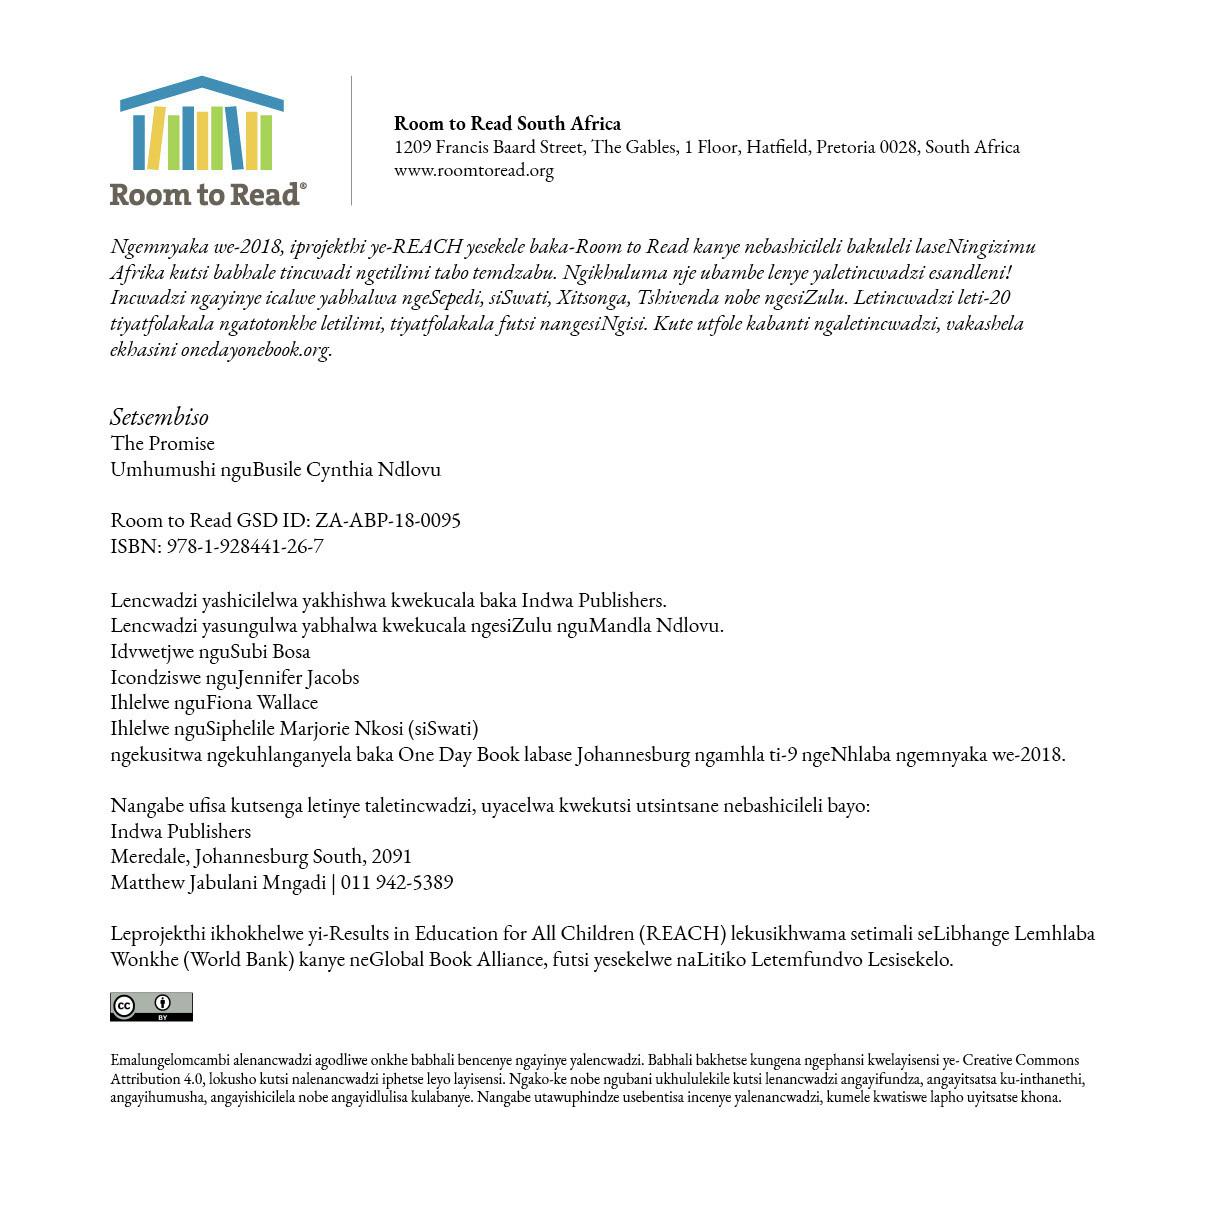 Room to Read®
Room to Read South Africa
1209 Francis Baard Street, The Gables, 1 Floor, Hatfield, Pretoria 0028, South Africa
www.roomtoread.org
Ngemnyaka we-2018, iprojekthi ye-REACH yesekele baka-Room to Read kanye nebashicileli bakuleli laseNingizimu
Afrika kutsi babhale tincwadi ngetilimi tabo temdzabu. Ngikhuluma nje ubambe lenye yaletincwadzi esandleni!
Incwadzi ngayinye icalwe yabhalwa ngeSepedi, siSwati, Xitsonga, Tshivenda nobe ngesiZulu. Letincwadzi leti-20
tiyatfolakala ngatotonkhe letilimi, tiyatfolakala futsi nangesiNgisi. Kute utfole kabanti ngaletincwadzi, vakashela
ekhasini onedayonebook.org.
Setsembiso
The Promise
Umhumushi nguBusile Cynthia Ndlovu
Room to Read GSD ID: ZA-ABP-18-0095
ISBN: 978-1-928441-26-7
Lencwadzi yashicilelwa yakhishwa kwekucala baka Indwa Publishers.
Lencwadzi yasungulwa yabhalwa kwekucala ngesiZulu nguMandla Ndlovu.
Idvwetjwe nguSubi Bosa
Icondziswe nguJennifer Jacobs
Ihlelwe nguFiona Wallace
Ihlelwe nguSiphelile Marjorie Nkosi (siSwati)
ngekusitwa ngekuhlanganyela baka One Day Book labase Johannesburg ngamhla ti-9 ngeNhlaba ngemnyaka we-2018.
Nangabe ufisa kutsenga letinye taletincwadzi, uyacelwa kwekutsi utsintsane nebashicileli bayo:
Indwa Publishers
Meredale, Johannesburg South, 2091
Matthew Jabulani Mngadi | 011 942-5389
Leprojekthi ikhokhelwe yi-Results in Education for All Children (REACH) lekusikhwama setimali seLibhange Lemhlaba
Wonkhe (World Bank) kanye neGlobal Book Alliance, futsi yesekelwe naLitiko Letemfundvo Lesisekelo.
cc BY
Emalungelomcambi alenancwadzi agodliwe onkhe babhali bencenye ngayinye yalencwadzi. Babhali bakhetse kungena ngephansi kwelayisensi ye- Creative Commons
Attribution 4.0, lokusho kutsi nalenancwadzi iphetse leyo layisensi. Ngako-ke nobe ngubani ukhululekile kutsi lenancwadzi angayifundza, angayitsatsa ku-inthanethi,
angayihumusha, angayishicilela nobe angayidlulisa kulabanye. Nangabe utawuphindze usebentisa incenye yalenancwadzi, kumele kwatiswe lapho uyitsatse khona.